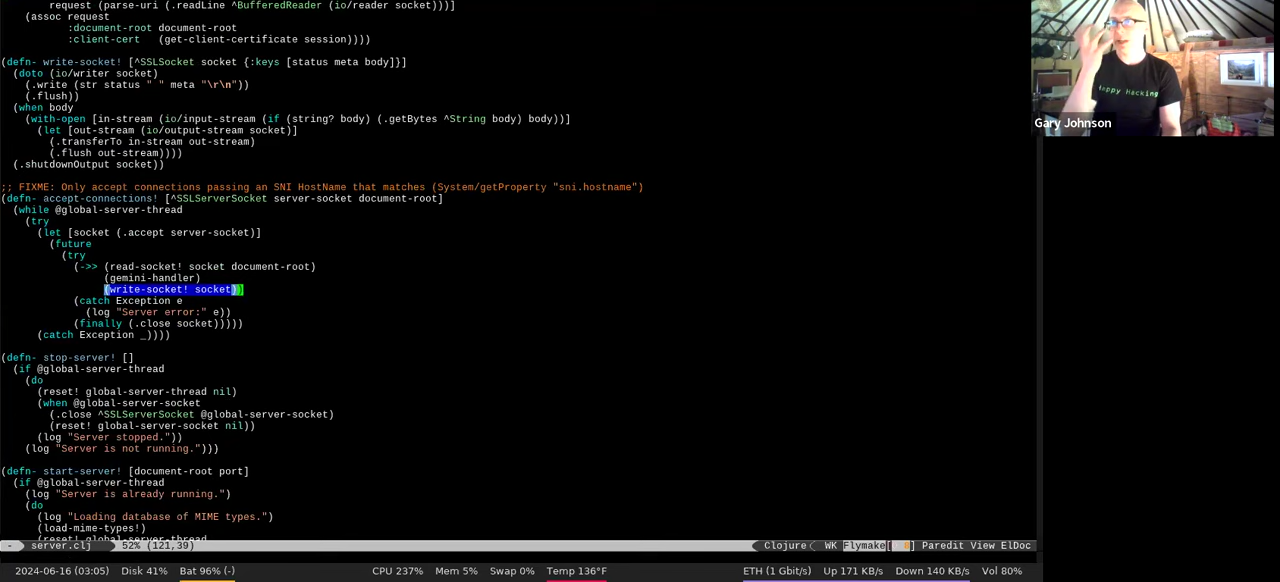 request (parse-uri (.readLine ^BufferedReader (io/reader socket)))]
(assoc request
:document-root document-root
:client-cert (get-client-certificate session))))
(defn- write-socket! [^SSLSocket socket {:keys [status meta body]}]
(doto (io/writer socket)
(.write (str status " " meta "\r\n"))
(.flush))
(when body
(with-open [in-stream (io/input-stream (if (string? body) (.getBytes ^String body) body))]
(let [out-stream (io/output-stream socket)]
(.transferTo in-stream out-stream)
(.flush out-stream))))
(.shutdownOutput socket))
;; FIXME: Only accept connections passing an SNI HostName that matches (System/getProperty "sni.hostname")
(defn- accept-connections! [^SSLServerSocket server-socket document-root]
(while @global-server-thread
(try
(let [socket (.accept server-socket)]
(future
(try
(->> (read-socket! socket document-root)
(gemini-handler)
(write-socket! socket))
(catch Exception e
(log "Server error:" e))
(finally (.close socket)))))
(catch Exception _))))
(defn- stop-server! []
(if @global-server-thread
(do
(reset! global-server-thread nil)
(when @global-server-socket
(.close ^SSLServerSocket @global-server-socket)
(reset! global-server-socket nil))
(log "Server stopped."))
(log "Server is not running.")))
(defn- start-server! [document-root port]
(if @global-server-thread
(log "Server is already running.")
(do
(log "Loading database of MIME types.")
(load-mime-types!)
(reset! global-server-thread
- server.clj 52% (121,39) Clojure( WK Flymake[ 8] Paredit View ElDoc
2024-06-16 (03:05) Disk 41% Bat 96% (-) CPU 237% Mem 5% Swap 0% Temp 136°F ETH (1 Gbit/s) Up 171 KB/s Down 140 KB/s Vol 80%
Happy Hacking
Gary Johnson